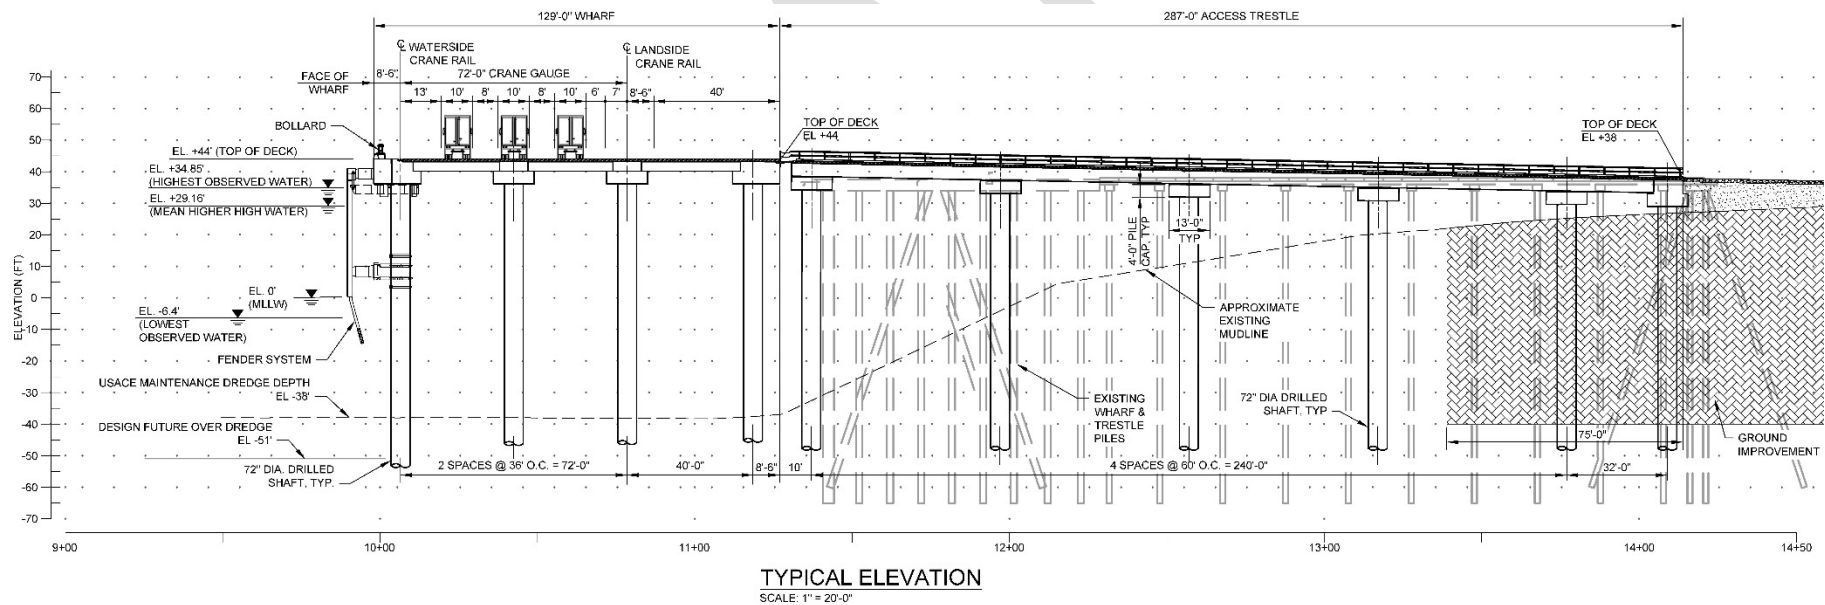 129'-0" WHARF
287'-0" ACCESS TRESTLE
℄ WATERSIDE
CRANE RAIL
℄ LANDSIDE
CRANE RAIL
FACE OF
WHARF
8'-6"
72'-0" CRANE GAUGE
13'
10'
8'
10'
8'
10'
6'
7'
8'-6"
40'
BOLLARD
TOP OF DECK
EL +44
TOP OF DECK
EL +38
EL. +44' (TOP OF DECK)
EL. +34.85'
(HIGHEST OBSERVED WATER)
EL. +29.16'
(MEAN HIGHER HIGH WATER)
4'-0" PILE
CAP, TYP
13'-0"
TYP
EL. 0'
(MLLW)
EL. -6.4'
(LOWEST
OBSERVED WATER)
FENDER SYSTEM
APPROXIMATE
EXISTING
MUDLINE
USACE MAINTENANCE DREDGE DEPTH
EL -38'
DESIGN FUTURE OVER DREDGE
EL -51'
72" DIA. DRILLED
SHAFT, TYP.
EXISTING
WHARF &
TRESTLE
PILES
72" DIA DRILLED
SHAFT, TYP
75'-0"
GROUND
IMPROVEMENT
2 SPACES @ 36' O.C. = 72'-0"
40'-0"
8'-6"
10'
4 SPACES @ 60' O.C. = 240'-0"
32'-0"
ELEVATION (FT)
70
60
50
40
30
20
10
0
-10
-20
-30
-40
-50
-60
-70
9+00
10+00
11+00
12+00
13+00
14+00
14+50
TYPICAL ELEVATION
SCALE: 1" = 20'-0"